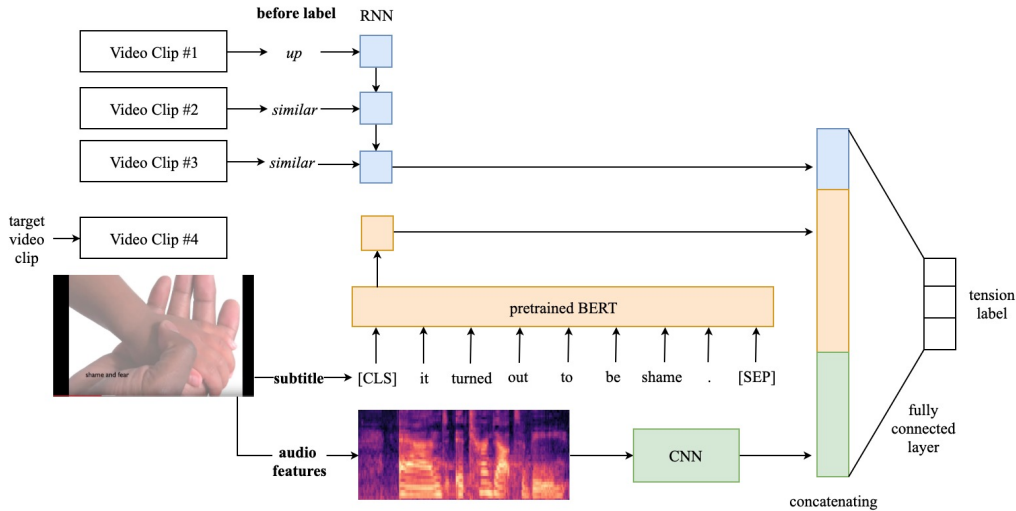 before label
RNN
Video Clip #1
up
Video Clip #2
similar
Video Clip #3
similar
target
video
clip
Video Clip #4
pretrained BERT
tension
label
shame and fear
subtitle
[CLS] it turned out to be shame . [SEP]
audio
features
CNN
fully
connected
layer
concatenating